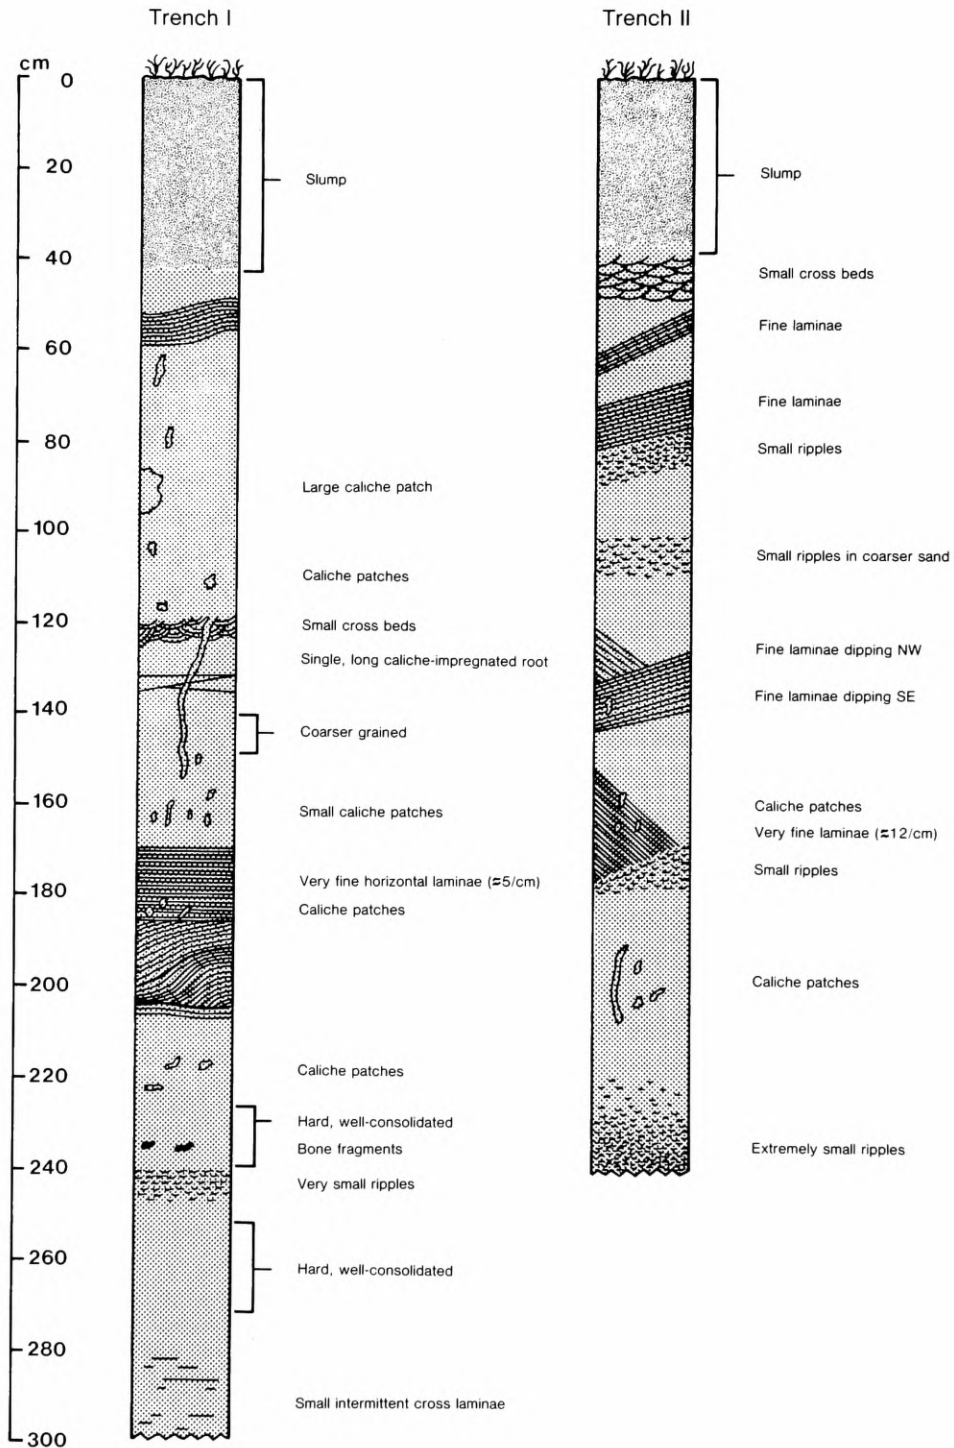 Trench I
Trench II
cm
0
20
40
60
80
100
120
140
160
180
200
220
240
260
280
300
Slump
Large caliche patch
Caliche patches
Small cross beds
Single, long caliche-impregnated root
Coarser grained
Small caliche patches
Very fine horizontal laminae (≈5/cm)
Caliche patches
Caliche patches
Hard, well-consolidated
Bone fragments
Very small ripples
Hard, well-consolidated
Small intermittent cross laminae
Slump
Small cross beds
Fine laminae
Fine laminae
Small ripples
Small ripples in coarser sand
Fine laminae dipping NW
Fine laminae dipping SE
Caliche patches
Very fine laminae (≈12/cm)
Small ripples
Caliche patches
Extremely small ripples